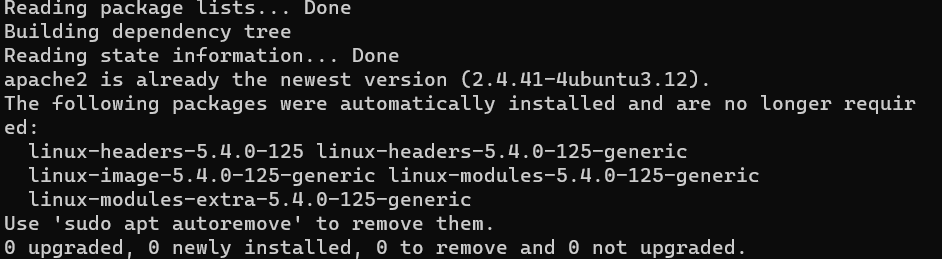 Reading package lists... Done
Building dependency tree
Reading state information... Done
apache2 is already the newest version (2.4.41-4ubuntu3.12).
The following packages were automatically installed and are no longer requir
ed:
  linux-headers-5.4.0-125 linux-headers-5.4.0-125-generic
  linux-image-5.4.0-125-generic linux-modules-5.4.0-125-generic
  linux-modules-extra-5.4.0-125-generic
Use 'sudo apt autoremove' to remove them.
0 upgraded, 0 newly installed, 0 to remove and 0 not upgraded.